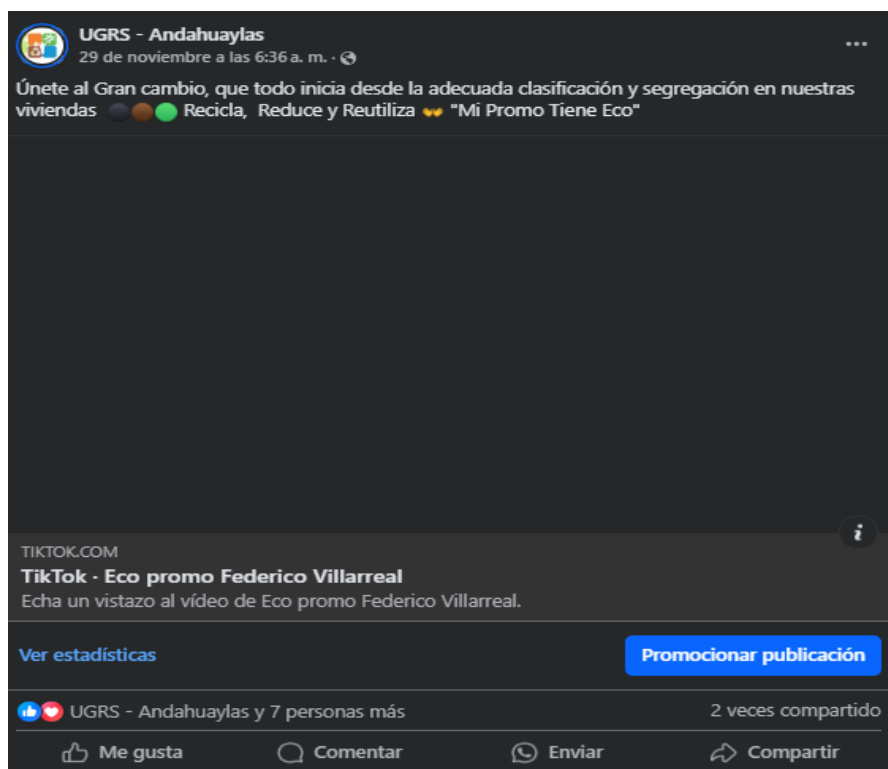 UGRS - Andahuaylas
29 de noviembre a las 6:36 a. m. ·
Únete al Gran cambio, que todo inicia desde la adecuada clasificación y segregación en nuestras
viviendas ⚫🟤🟢 Recicla, Reduce y Reutiliza 👐 "Mi Promo Tiene Eco"
i
TIKTOK.COM
TikTok · Eco promo Federico Villarreal
Echa un vistazo al vídeo de Eco promo Federico Villarreal.
Ver estadísticas Promocionar publicación
UGRS - Andahuaylas y 7 personas más 2 veces compartido
Me gusta Comentar Enviar Compartir